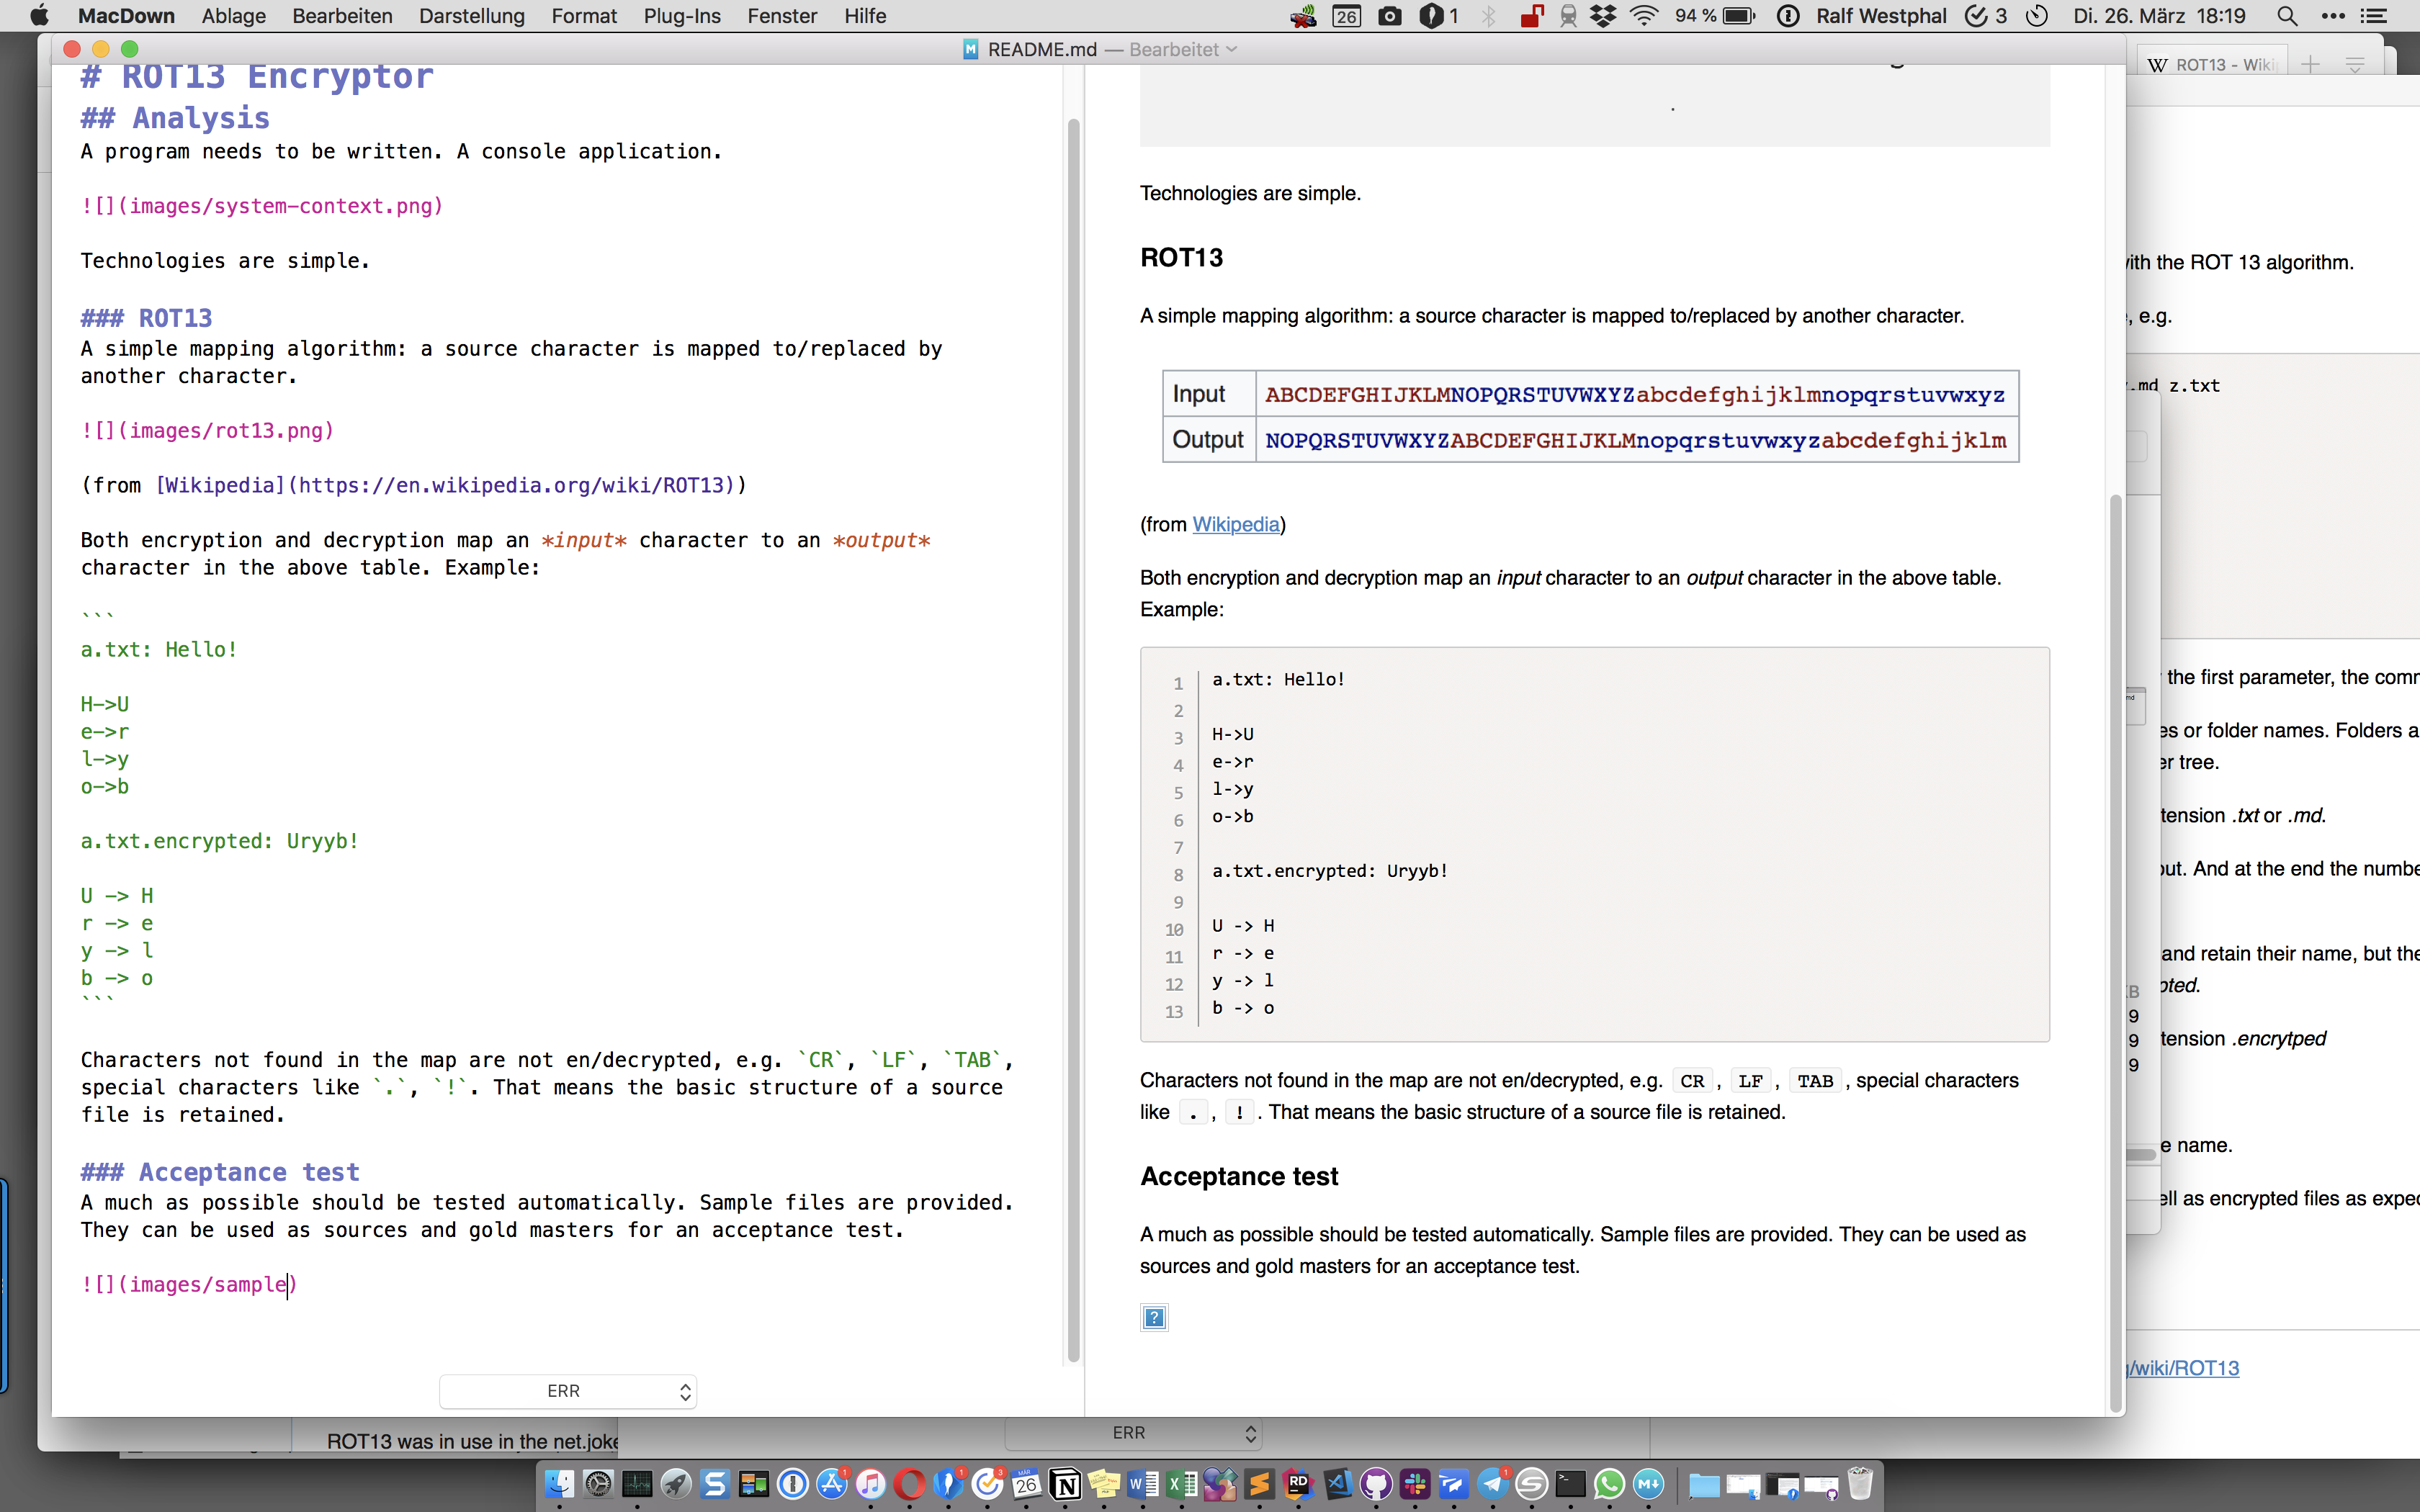 MacDown Ablage Bearbeiten Darstellung Format Plug-Ins Fenster Hilfe 26 1 94 % Ralf Westphal 3 Di. 26. März 18:19
README.md — Bearbeitet
# ROT13 Encryptor
## Analysis
A program needs to be written. A console application.
![](images/system-context.png)
Technologies are simple.
### ROT13
A simple mapping algorithm: a source character is mapped to/replaced by
another character.
![](images/rot13.png)
(from [Wikipedia](https://en.wikipedia.org/wiki/ROT13))
Both encryption and decryption map an *input* character to an *output*
character in the above table. Example:
```
a.txt: Hello!
H->U
e->r
l->y
o->b
a.txt.encrypted: Uryyb!
U -> H
r -> e
y -> l
b -> o
```
Characters not found in the map are not en/decrypted, e.g. `CR`, `LF`, `TAB`,
special characters like `.`, `!`. That means the basic structure of a source
file is retained.
### Acceptance test
A much as possible should be tested automatically. Sample files are provided.
They can be used as sources and gold masters for an acceptance test.
![](images/sample)
ERR
.
Technologies are simple.
ROT13
A simple mapping algorithm: a source character is mapped to/replaced by another character.
Input ABCDEFGHIJKLMNOPQRSTUVWXYZabcdefghijklmnopqrstuvwxyz
Output NOPQRSTUVWXYZABCDEFGHIJKLMnopqrstuvwxyzabcdefghijklm
(from Wikipedia)
Both encryption and decryption map an input character to an output character in the above table.
Example:
1 a.txt: Hello!
2
3 H->U
4 e->r
5 l->y
6 o->b
7
8 a.txt.encrypted: Uryyb!
9
10 U -> H
11 r -> e
12 y -> l
13 b -> o
Characters not found in the map are not en/decrypted, e.g. CR , LF , TAB , special characters
like . , ! . That means the basic structure of a source file is retained.
Acceptance test
A much as possible should be tested automatically. Sample files are provided. They can be used as
sources and gold masters for an acceptance test.
?
W ROT13 - Wiki
with the ROT 13 algorithm.
, e.g.
.md z.txt
the first parameter, the comm
md
es or folder names. Folders a
er tree.
tension .txt or .md.
out. And at the end the numbe
and retain their name, but the
KB pted.
9
9 tension .encrytped
9
e name.
ell as encrypted files as expec
/wiki/ROT13
ROT13 was in use in the net.joke
ERR